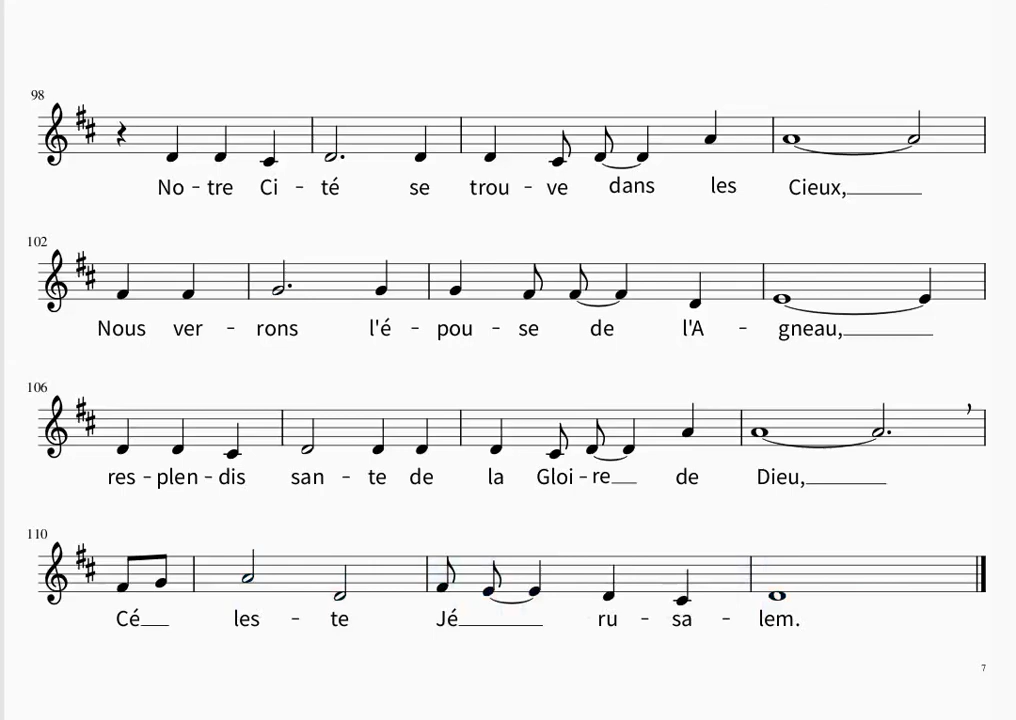 98
No - tre Ci - té se trou - ve dans les Cieux,
102
Nous ver - rons l'é - pou - se de l'A - gneau,
106
res - plen - dis san - te de la Gloi - re de Dieu,
110
Cé les - te Jé ru - sa - lem.
7